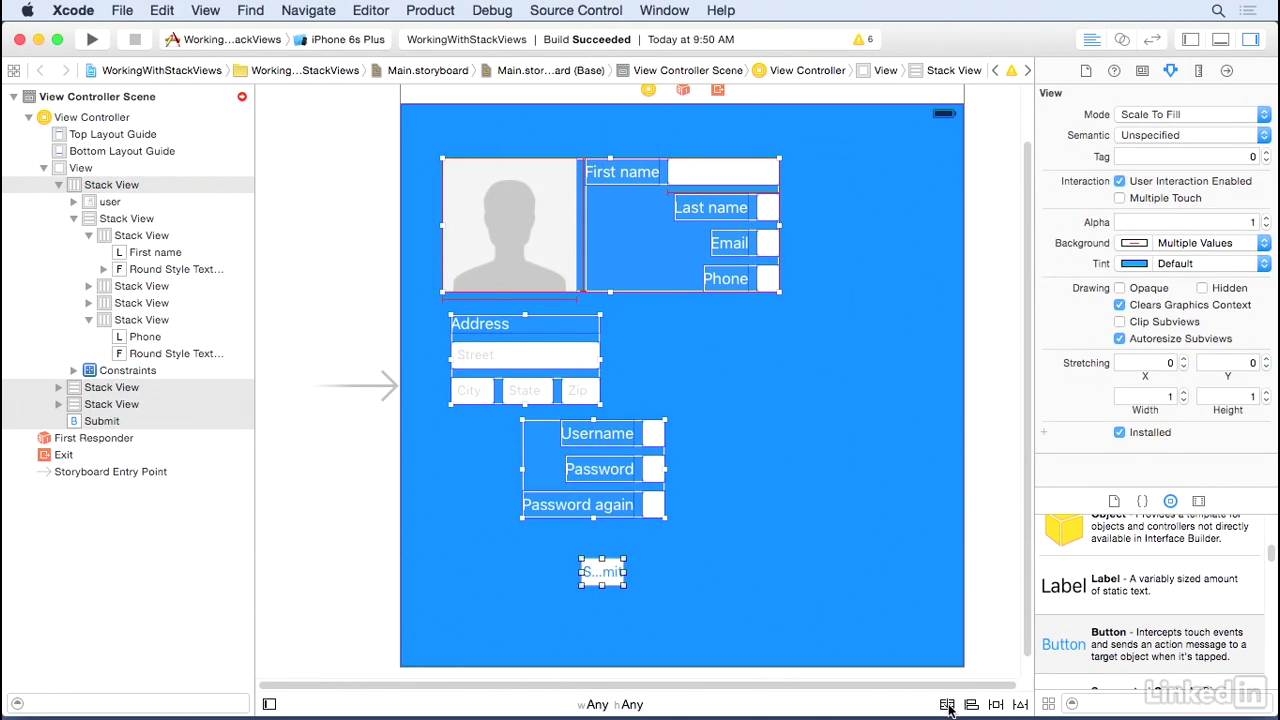 Xcode File Edit View Find Navigate Editor Product Debug Source Control Window Help
Working...ackViews iPhone 6s Plus WorkingWithStackViews Build Succeeded Today at 9:50 AM 6
WorkingWithStackViews Working...StackViews Main.storyboard Main.stor...ard (Base) View Controller Scene View Controller View Stack View
View Controller Scene
View Controller
Top Layout Guide
Bottom Layout Guide
View
Stack View
user
Stack View
Stack View
L First name
F Round Style Text...
Stack View
Stack View
Stack View
L Phone
F Round Style Text...
Constraints
Stack View
Stack View
B Submit
First Responder
Exit
Storyboard Entry Point
First name
Last name
Email
Phone
Address
Street
City State Zip
Username
Password
Password again
S...mit
wAny hAny
View
Mode Scale To Fill
Semantic Unspecified
Tag 0
Interaction User Interaction Enabled
Multiple Touch
Alpha 1
Background Multiple Values
Tint Default
Drawing Opaque Hidden
Clears Graphics Context
Clip Subviews
Autoresize Subviews
Stretching 0 0
X Y
1 1
Width Height
Installed
Object - Provides a template for
objects and controllers not directly
available in Interface Builder.
Label Label - A variably sized amount
of static text.
Button Button - Intercepts touch events
and sends an action message to a
target object when it's tapped.
LinkedIn